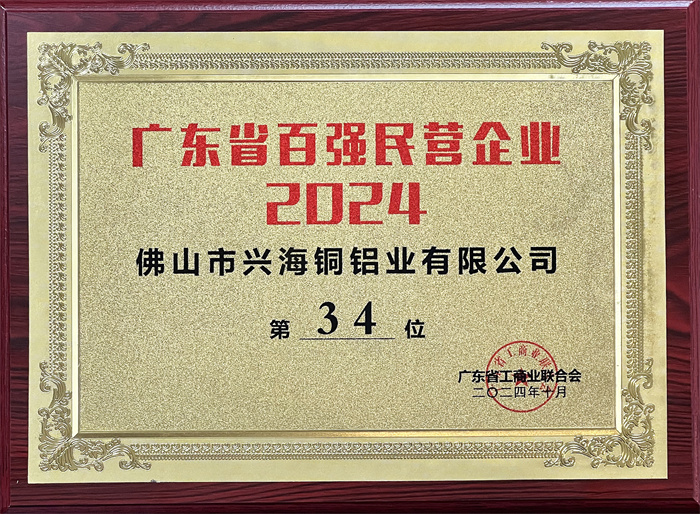 广东省百强民营企业
2024
佛山市兴海铜铝业有限公司
第 34 位
广东省工商业联合会
二〇二四年十月